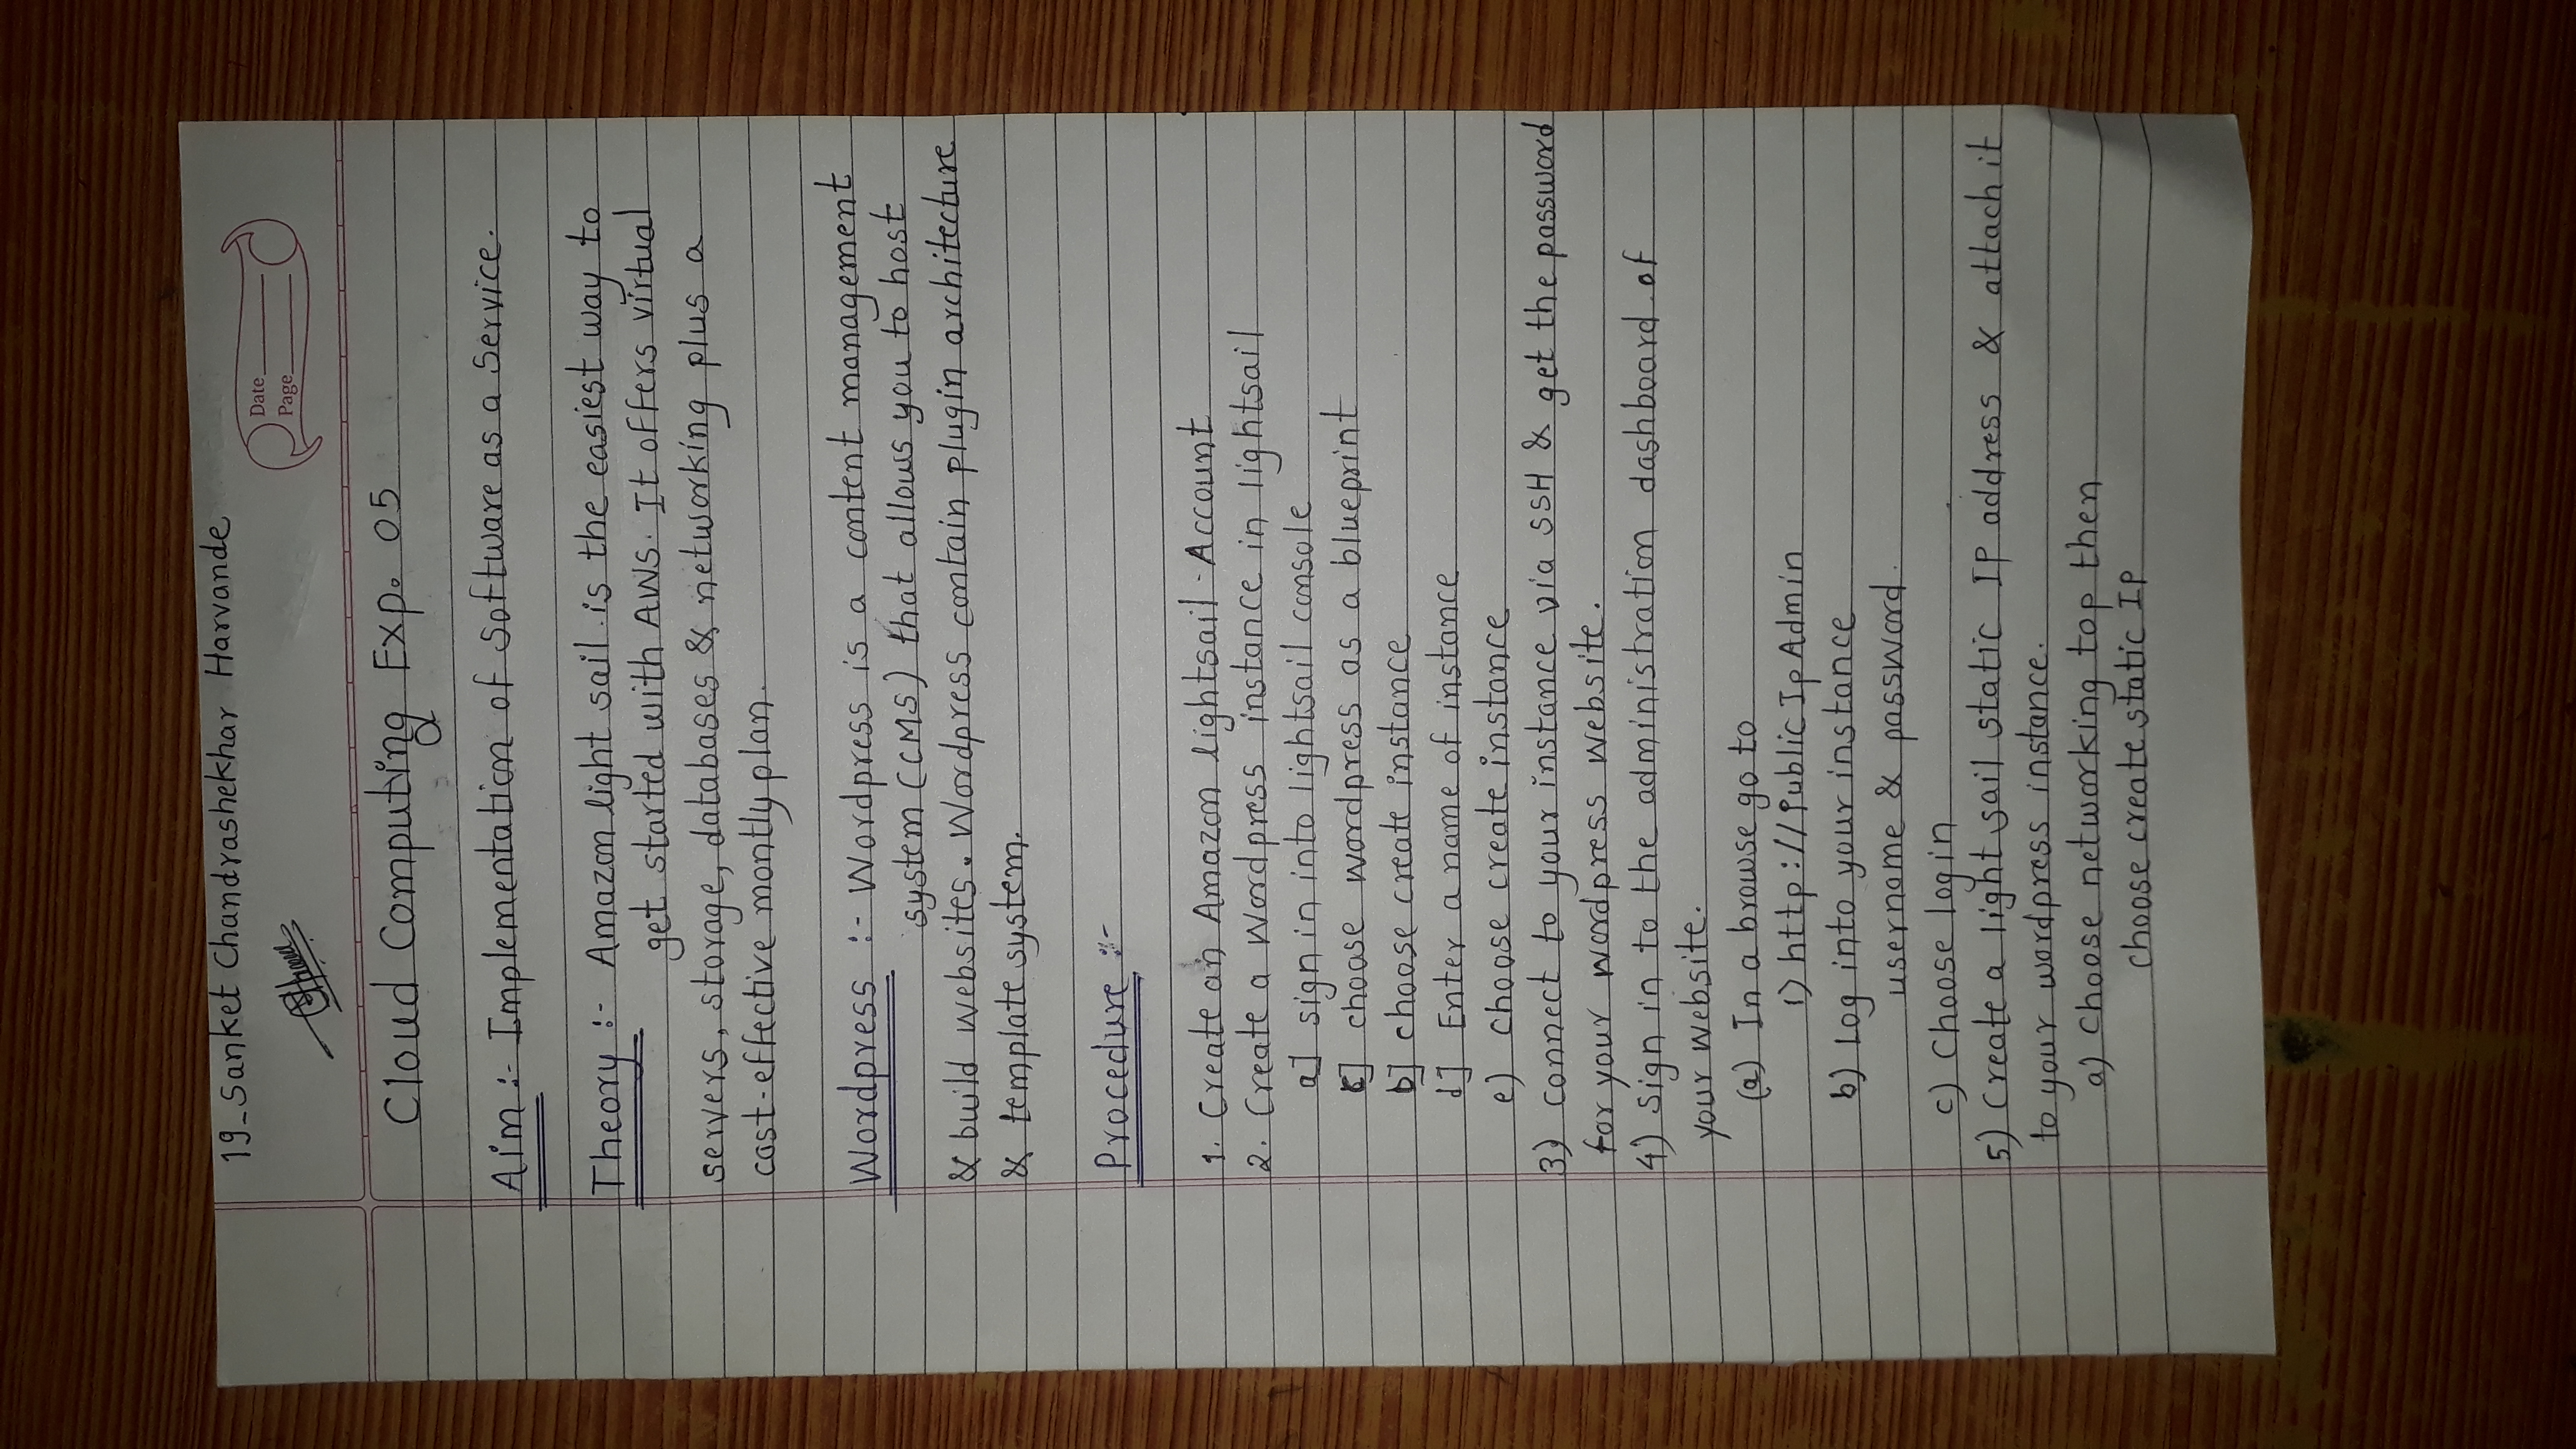 19_Sanket Chandrashekhar Harvande
Date
Page
Cloud Computing Exp. 05
Aim :- Implementation of Software as a Service.
Theory :- Amazon light sail is the easiest way to
get started with AWS. It offers virtual
servers, storage, databases & networking plus a
cost-effective montly plan.
Wordpress :- Wordpress is a content management
system (CMS) that allows you to host
& build websites. Wordpress contain plugin architecture
& template system.
Procedure :-
1. Create an Amazon lightsail Account
2. Create a Wordpress instance in lightsail
a] sign in into lightsail console
c] choose wordpress as a blueprint
b] choose create instance
d] Enter a name of instance
e) choose create instance
3) connect to your instance via SSH & get the password
for your wordpress website.
4) sign in to the administration dashboard of
your website.
(a) In a browse go to
1) http://PublicIpAdmin
b) Log into your instance
username & password.
c) Choose login
5) Create a light sail static IP address & attach it
to your wordpress instance.
a) choose networking top then
choose create static Ip